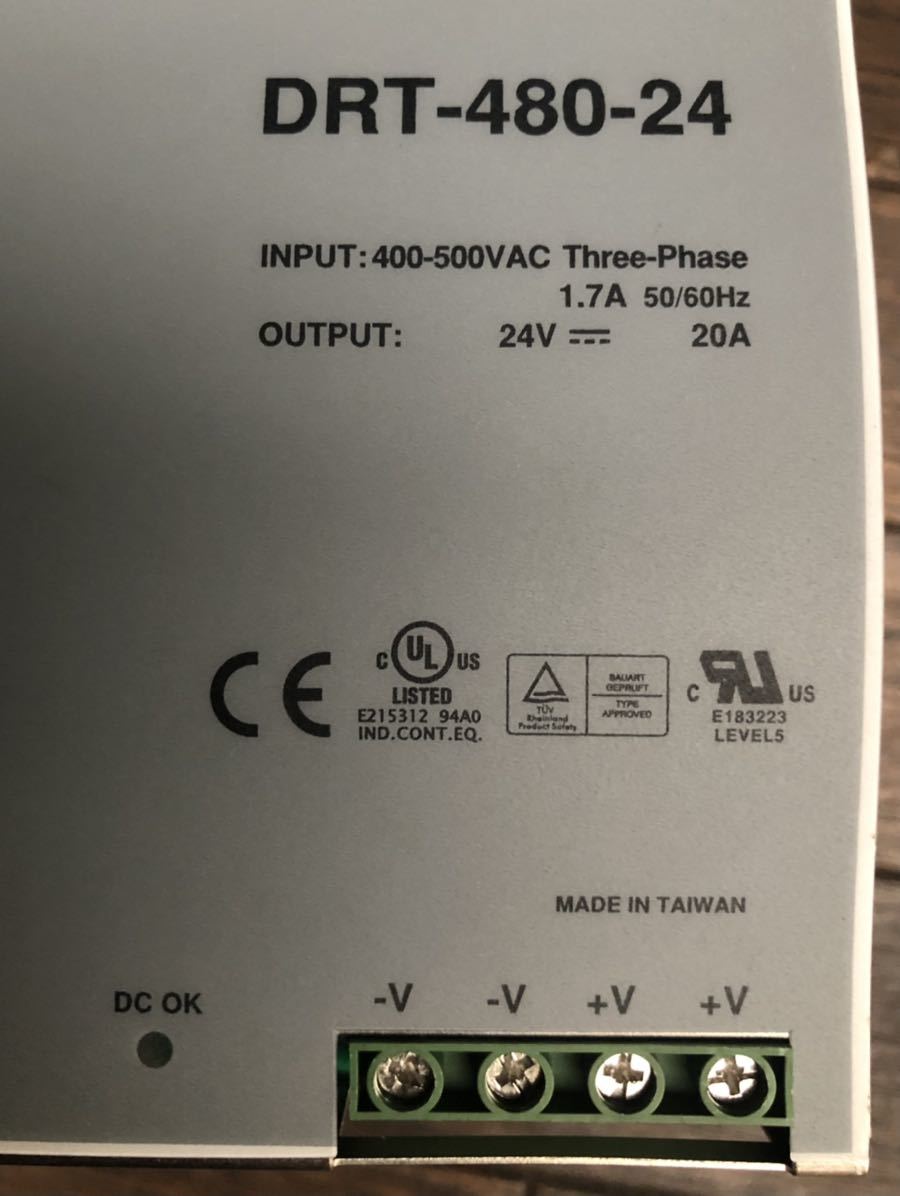 DRT-480-24
INPUT: 400-500VAC Three-Phase
1.7A 50/60Hz
OUTPUT: 24V 20A
CE
C UL US
LISTED
E215312 94A0
IND.CONT.EQ.
TÜV
Rheinland
Product Safety
BAUART
GEPRÜFT
TYPE
APPROVED
C RU US
E183223
LEVEL5
MADE IN TAIWAN
DC OK
-V -V +V +V